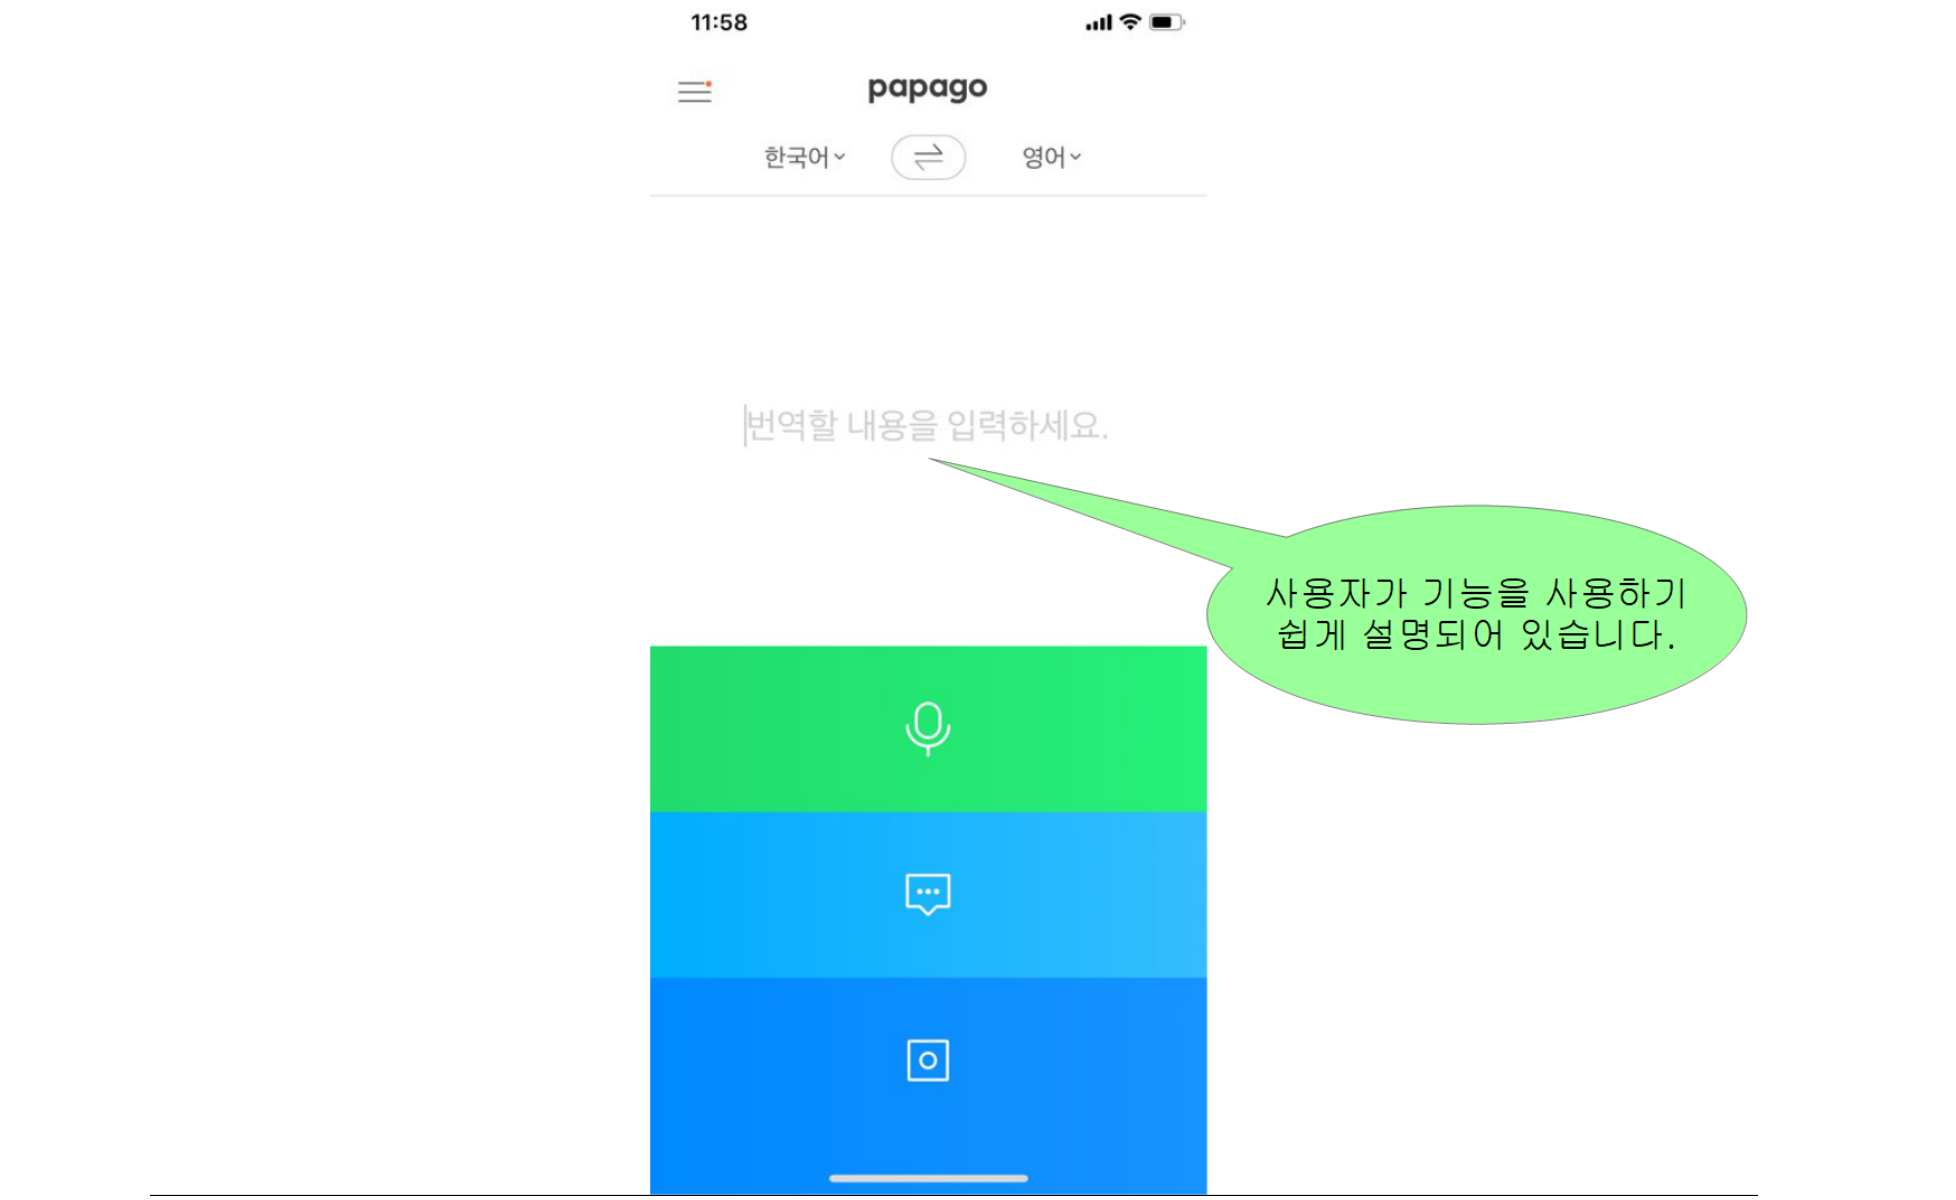 11:58
papago
한국어
영어
번역할 내용을 입력하세요.
사용자가 기능을 사용하기
쉽게 설명되어 있습니다.